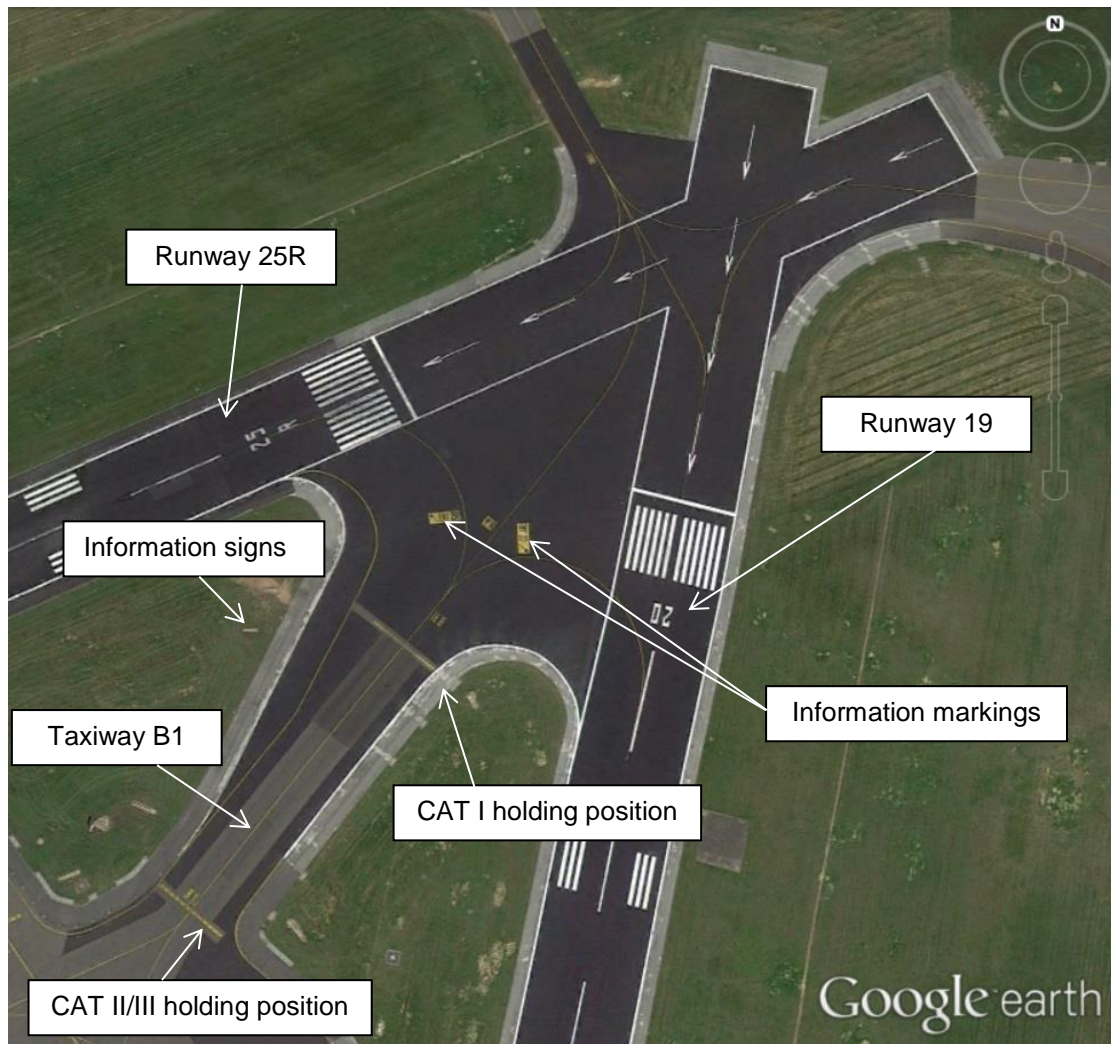 N
Runway 25R
Runway 19
25
R
Information signs
20
Information markings
Taxiway B1
CAT I holding position
CAT II/III holding position
Google earth